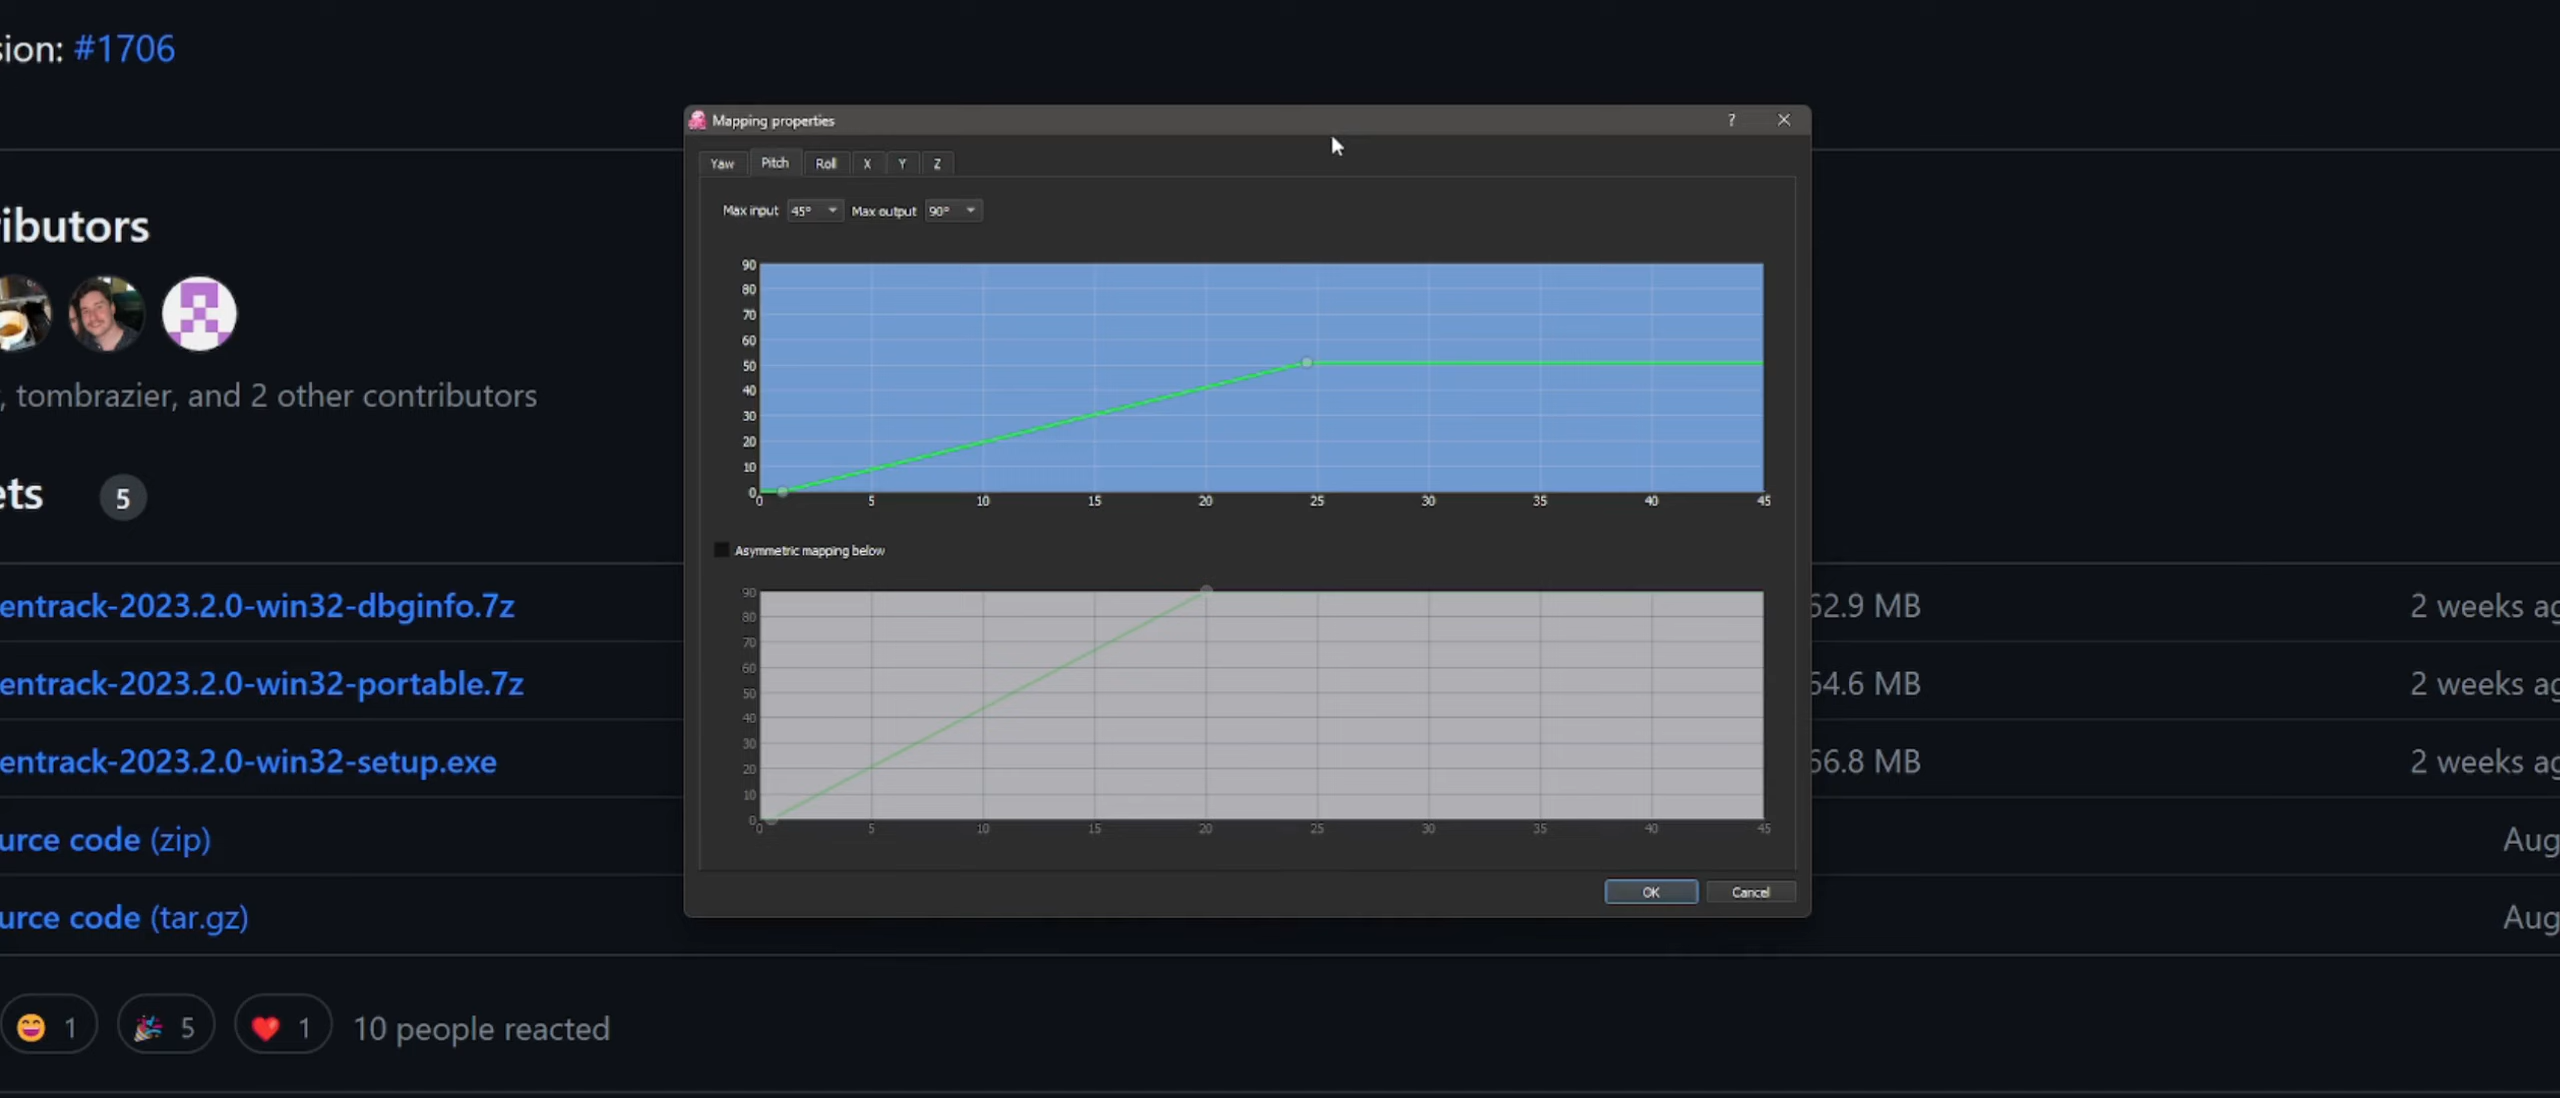 sion: #1706
Mapping properties
?
Yaw Pitch Roll X Y Z
Max input 45° Max output 90°
ributors
90
80
70
60
50
40
30
20
10
0
0 5 10 15 20 25 30 35 40 45
, tombrazier, and 2 other contributors
ets 5
Asymmetric mapping below
90
80
70
60
50
40
30
20
10
0
0 5 10 15 20 25 30 35 40 45
entrack-2023.2.0-win32-dbginfo.7z 62.9 MB 2 weeks ag
entrack-2023.2.0-win32-portable.7z 64.6 MB 2 weeks ag
entrack-2023.2.0-win32-setup.exe 66.8 MB 2 weeks ag
urce code (zip) Aug
urce code (tar.gz) Aug
OK Cancel
1 5 1 10 people reacted